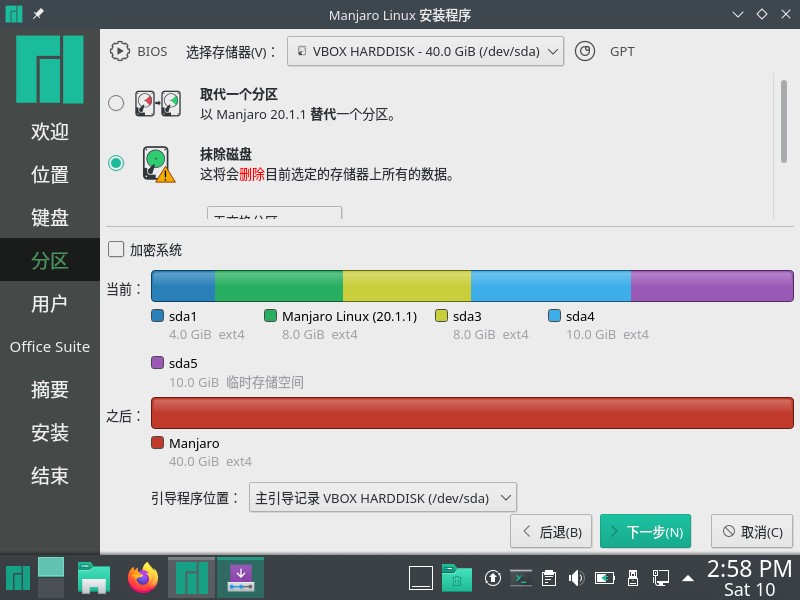 Manjaro Linux 安装程序
BIOS 选择存储器(V)： VBOX HARDDISK - 40.0 GiB (/dev/sda) GPT
欢迎
位置
键盘
分区
用户
Office Suite
摘要
安装
结束
取代一个分区
以 Manjaro 20.1.1 替代一个分区。
抹除磁盘
这将会删除目前选定的存储器上所有的数据。
无交换分区
加密系统
当前：
sda1 Manjaro Linux (20.1.1) sda3 sda4
4.0 GiB ext4 8.0 GiB ext4 8.0 GiB ext4 10.0 GiB ext4
sda5
10.0 GiB 临时存储空间
之后：
Manjaro
40.0 GiB ext4
引导程序位置： 主引导记录 VBOX HARDDISK (/dev/sda)
后退(B) 下一步(N) 取消(C)
2:58 PM
Sat 10